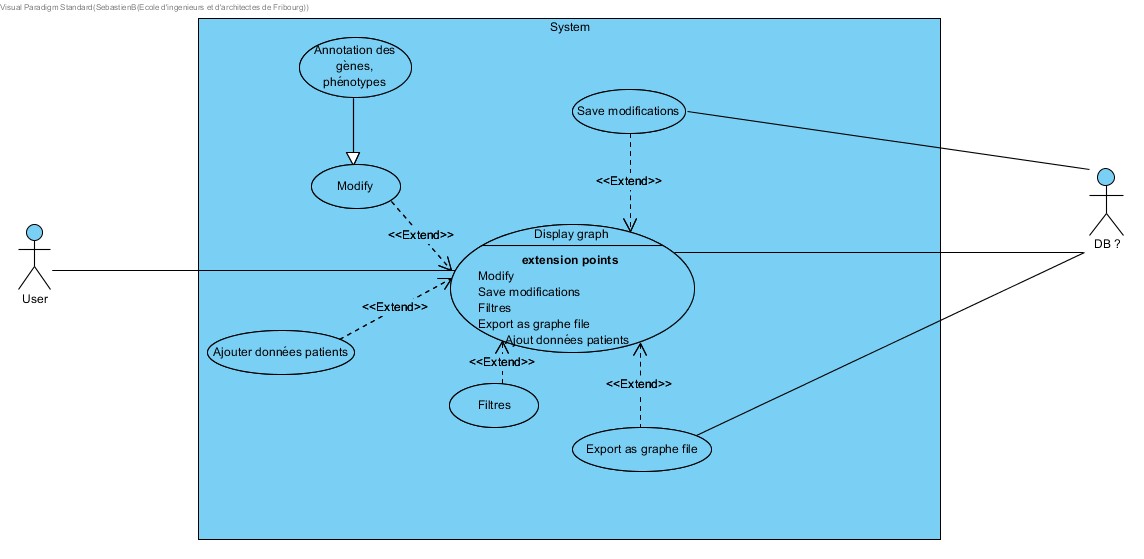 Visual Paradigm Standard(SebastienB(Ecole d'ingenieurs et d'architectes de Fribourg))
System
Annotation des
gènes,
phénotypes
Save modifications
Modify
<<Extend>>
<<Extend>>
DB ?
User
Display graph
extension points
Modify
Save modifications
Filtres
Export as graphe file
Ajout données patients
<<Extend>>
Ajouter données patients
<<Extend>>
Filtres
<<Extend>>
Export as graphe file